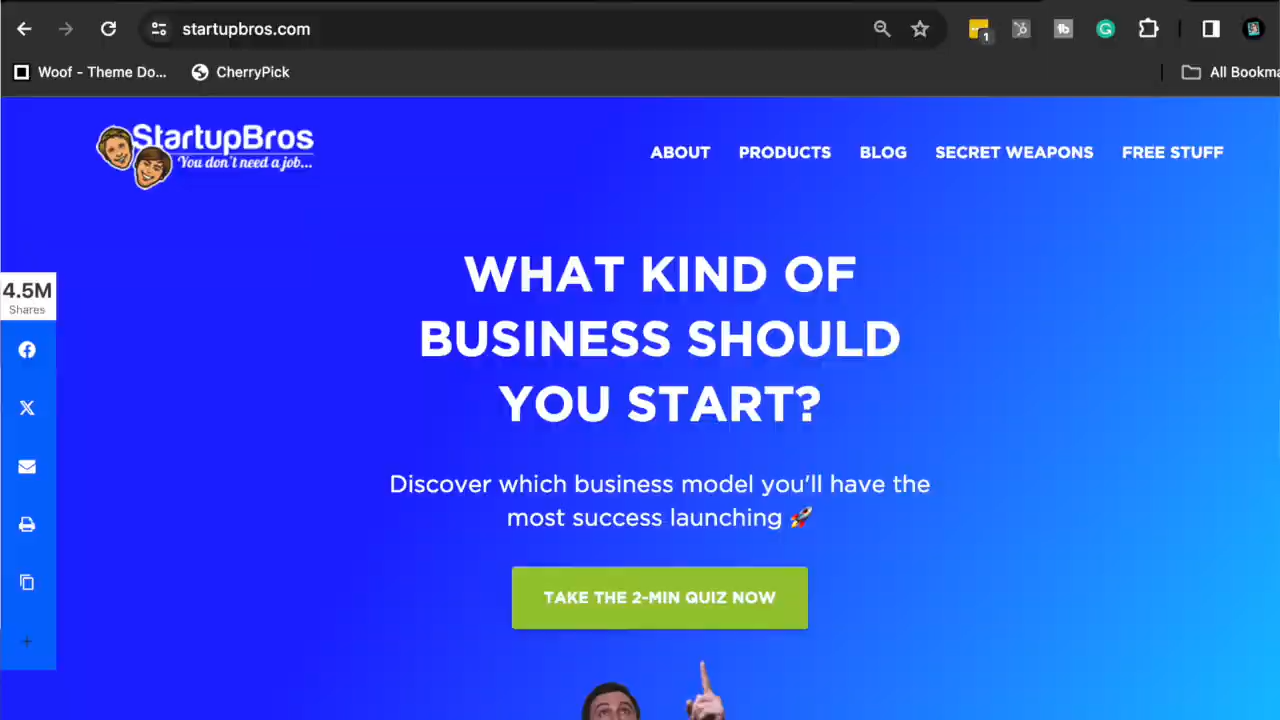 startupbros.com
1
Woof - Theme Do...
CherryPick
All Bookma
StartupBros
You don't need a job...
ABOUT
PRODUCTS
BLOG
SECRET WEAPONS
FREE STUFF
WHAT KIND OF
BUSINESS SHOULD
YOU START?
4.5M
Shares
Discover which business model you'll have the
most success launching 🚀
TAKE THE 2-MIN QUIZ NOW